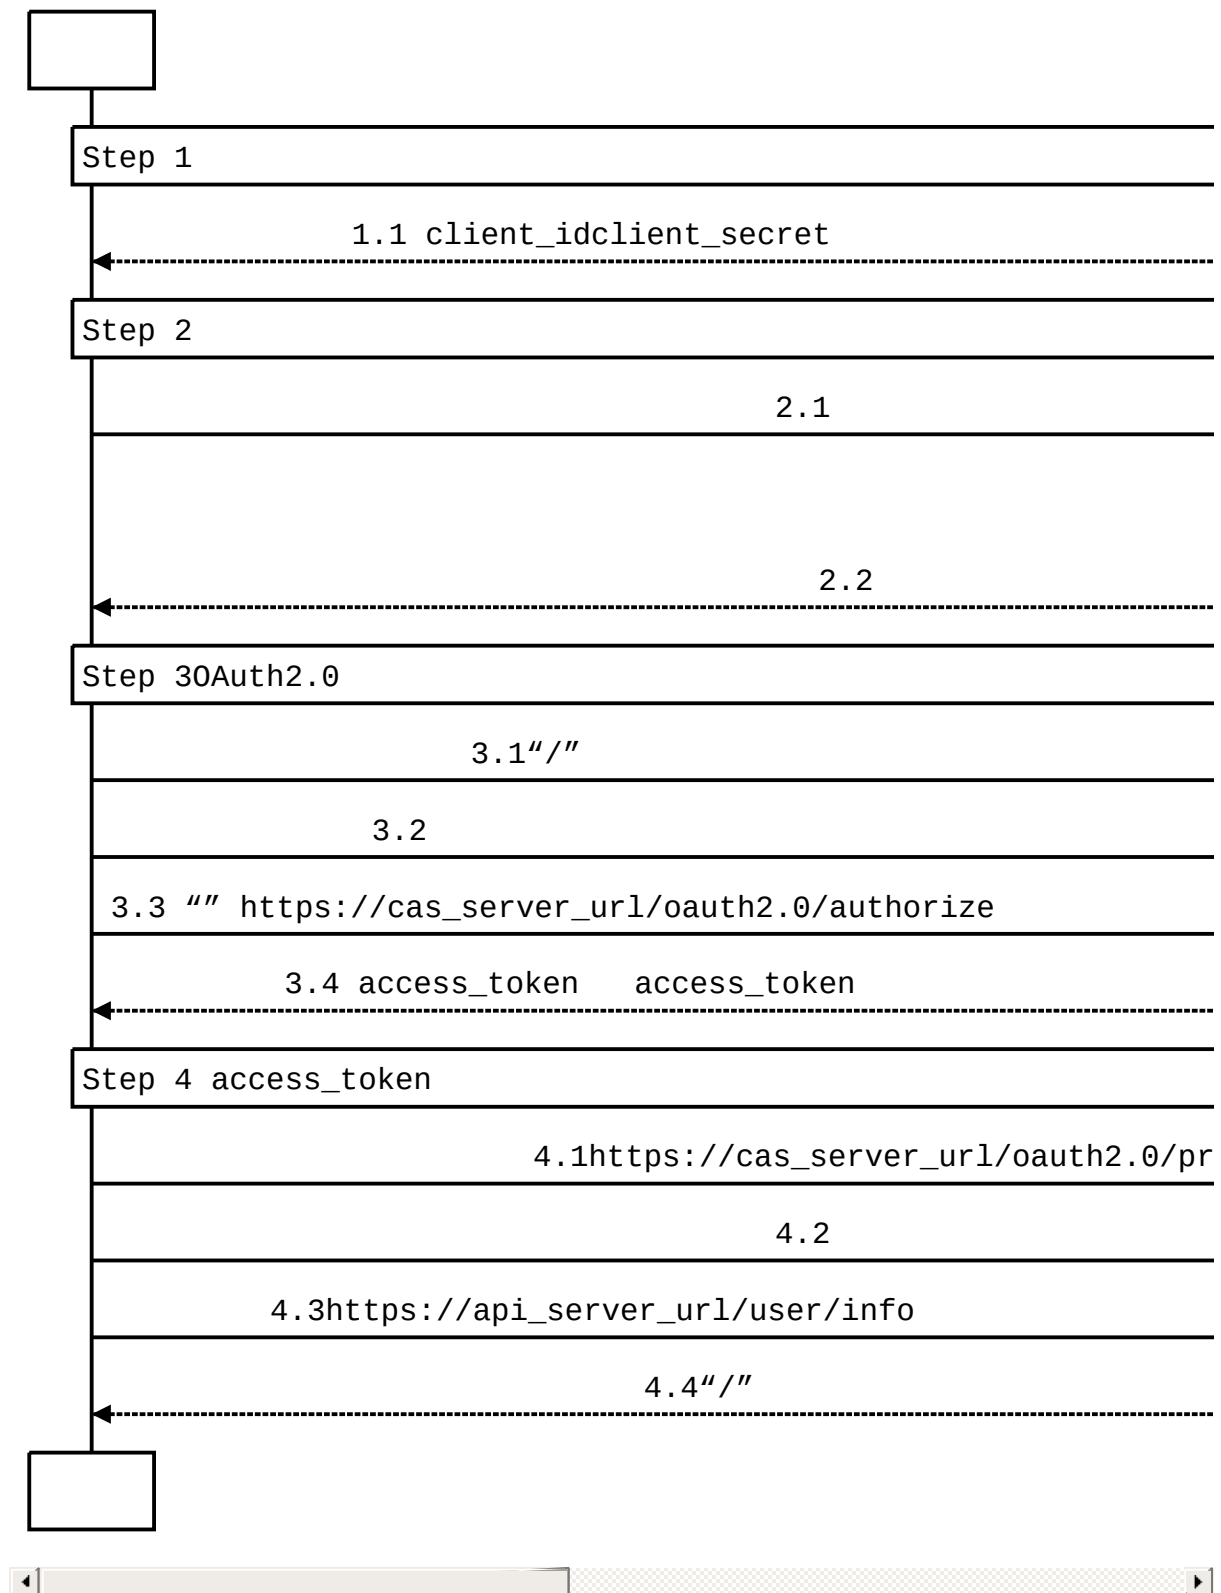 Step 1
1.1 client_idclient_secret
Step 2
2.1
2.2
Step 3OAuth2.0
3.1“/”
3.2
3.3 “” https://cas_server_url/oauth2.0/authorize
3.4 access_token   access_token
Step 4 access_token
4.1https://cas_server_url/oauth2.0/pr
4.2
4.3https://api_server_url/user/info
4.4“/”